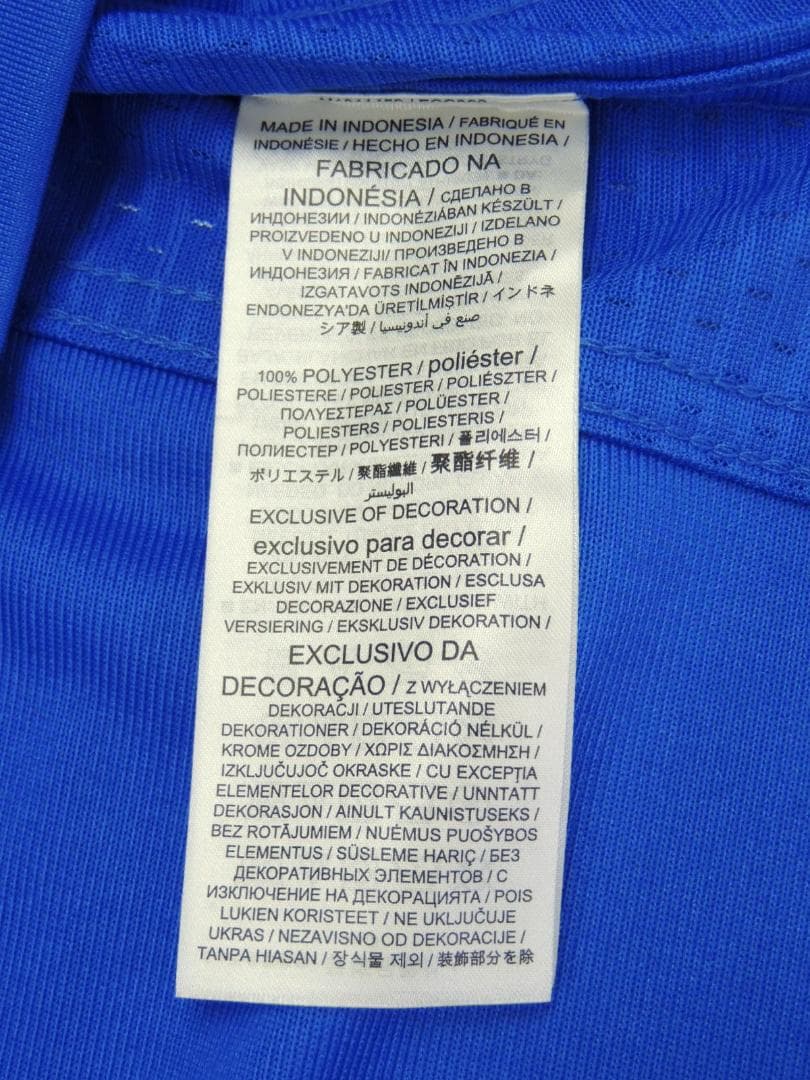 MADE IN INDONESIA / FABRIQUÉ EN
INDONÉSIE / HECHO EN INDONESIA /
FABRICADO NA
INDONÉSIA / СДЕЛАНО В
ИНДОНЕЗИИ / INDONÉZIÁBAN KÉSZÜLT /
PROIZVEDENO U INDONEZIJI / IZDELANO
V INDONEZIJI/ ПРОИЗВЕДЕНО В
ИНДОНЕЗИЯ / FABRICAT ÎN INDONEZIA /
IZGATAVOTS INDONĒZIJĀ /
ENDONEZYA'DA ÜRETİLMİŞTİR / インドネ
シア製 / صنع في أندونيسيا
100% POLYESTER / poliéster /
POLIESTERE / POLIESTER / POLIÉSZTER /
ΠΟΛΥΕΣΤΕΡΑΣ / POLÜESTER /
POLIESTERS / POLIESTERIS /
ПОЛИЕСТЕР / POLYESTERI / 폴리에스터 /
ポリエステル / 聚酯纖維 / 聚酯纤维 /
البوليستر
EXCLUSIVE OF DECORATION /
exclusivo para decorar /
EXCLUSIVEMENT DE DÉCORATION /
EXKLUSIV MIT DEKORATION / ESCLUSA
DECORAZIONE / EXCLUSIEF
VERSIERING / EKSKLUSIV DEKORATION /
EXCLUSIVO DA
DECORAÇÃO / Z WYŁĄCZENIEM
DEKORACJI / UTESLUTANDE
DEKORATIONER / DEKORÁCIÓ NÉLKÜL /
KROME OZDOBY / ΧΩΡΙΣ ΔΙΑΚΟΣΜΗΣΗ /
IZKLJUČUJOČ OKRASKE / CU EXCEPȚIA
ELEMENTELOR DECORATIVE / UNNTATT
DEKORASJON / AINULT KAUNISTUSEKS /
BEZ ROTĀJUMIEM / NUĖMUS PUOŠYBOS
ELEMENTUS / SÜSLEME HARIÇ / БЕЗ
ДЕКОРАТИВНЫХ ЭЛЕМЕНТОВ / С
ИЗКЛЮЧЕНИЕ НА ДЕКОРАЦИЯТА / POIS
LUKIEN KORISTEET / NE UKLJUČUJE
UKRAS / NEZAVISNO OD DEKORACIJE /
TANPA HIASAN / 장식물 제외 / 装飾部分を除